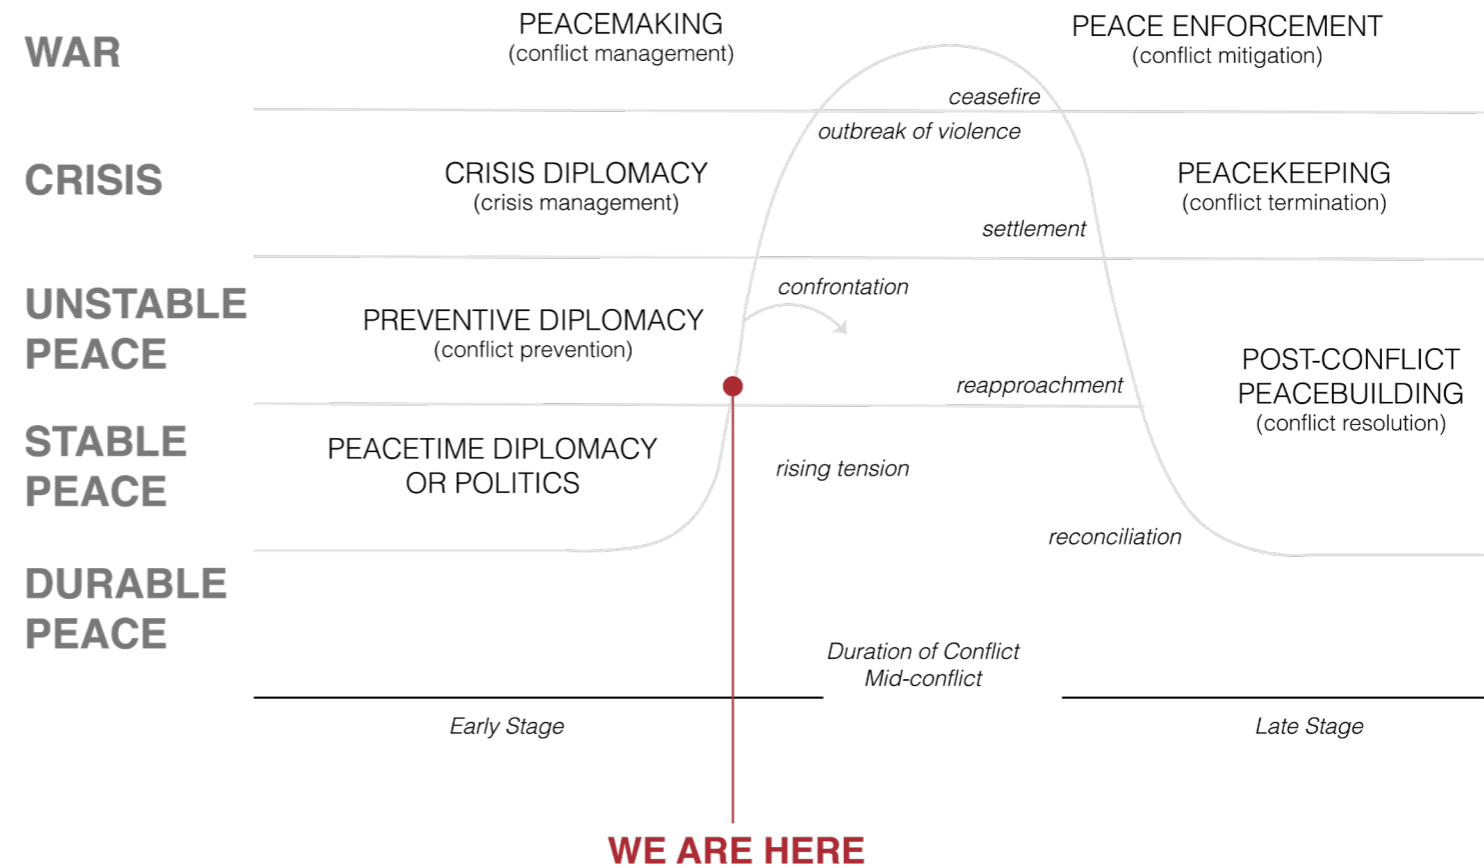 WAR
PEACEMAKING
(conflict management)
PEACE ENFORCEMENT
(conflict mitigation)
ceasefire
outbreak of violence
CRISIS
CRISIS DIPLOMACY
(crisis management)
PEACEKEEPING
(conflict termination)
settlement
UNSTABLE
PEACE
confrontation
PREVENTIVE DIPLOMACY
(conflict prevention)
reapproachment
POST-CONFLICT
PEACEBUILDING
(conflict resolution)
STABLE
PEACE
PEACETIME DIPLOMACY
OR POLITICS
rising tension
reconciliation
DURABLE
PEACE
Duration of Conflict
Mid-conflict
Early Stage
Late Stage
WE ARE HERE